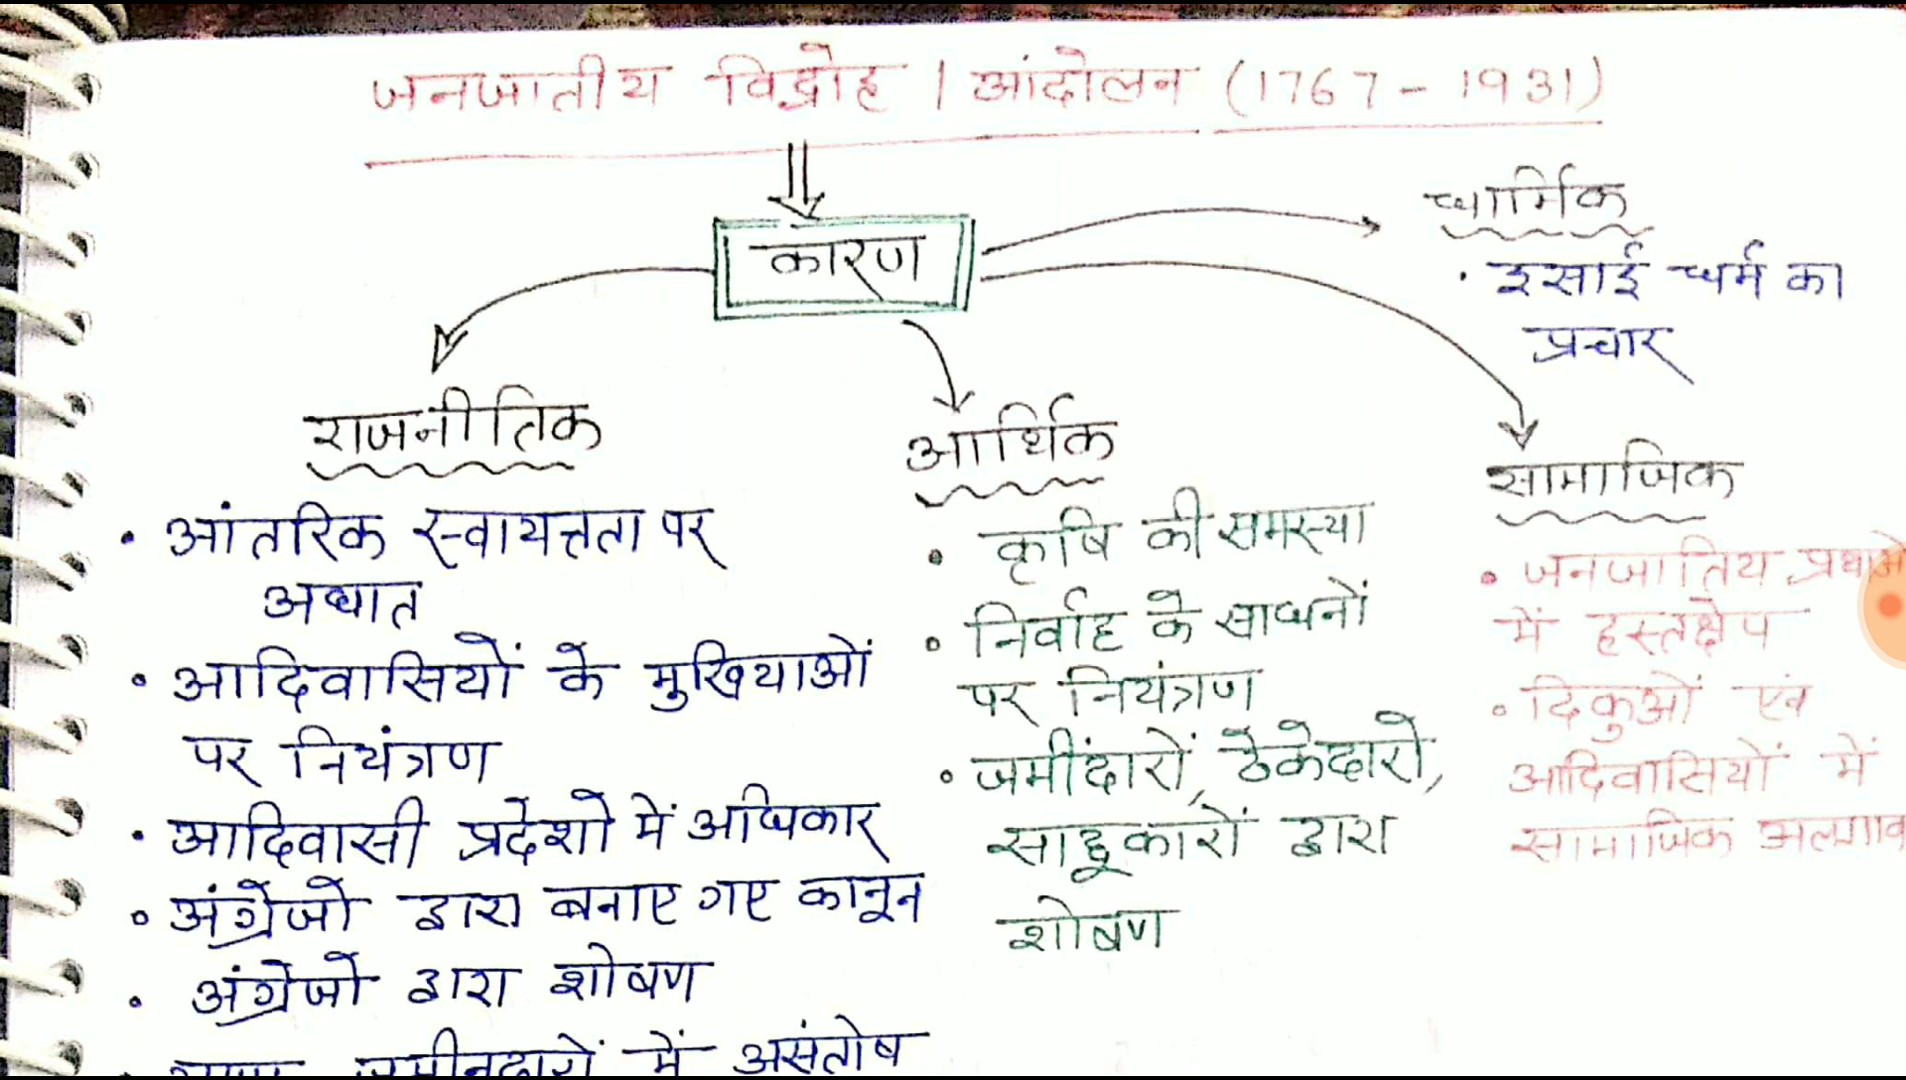 जनजातीय विद्रोह | आंदोलन (1767 - 1931)
कारण
धार्मिक
• इसाई धर्म का
प्रचार
राजनीतिक
• आंतरिक स्वायत्तता पर
अघात
• आदिवासियों के मुखियाओं
पर नियंत्रण
• आदिवासी प्रदेशो में अधिकार
• अंग्रेजो द्वारा बनाए गए कानून
• अंग्रेजों द्वारा शोषण
जमीनदारों में असंतोष
आर्थिक
• कृषि की समस्या
• निर्वाह के साधनों
पर नियंत्रण
• जमींदारों, ठेकेदारो,
साहूकारों द्वारा
शोषण
सामाजिक
• जनजातिय
में हस्तक्षेप
• दिकुओं एवं
आदिवासियों में
सामाजिक अलगाव